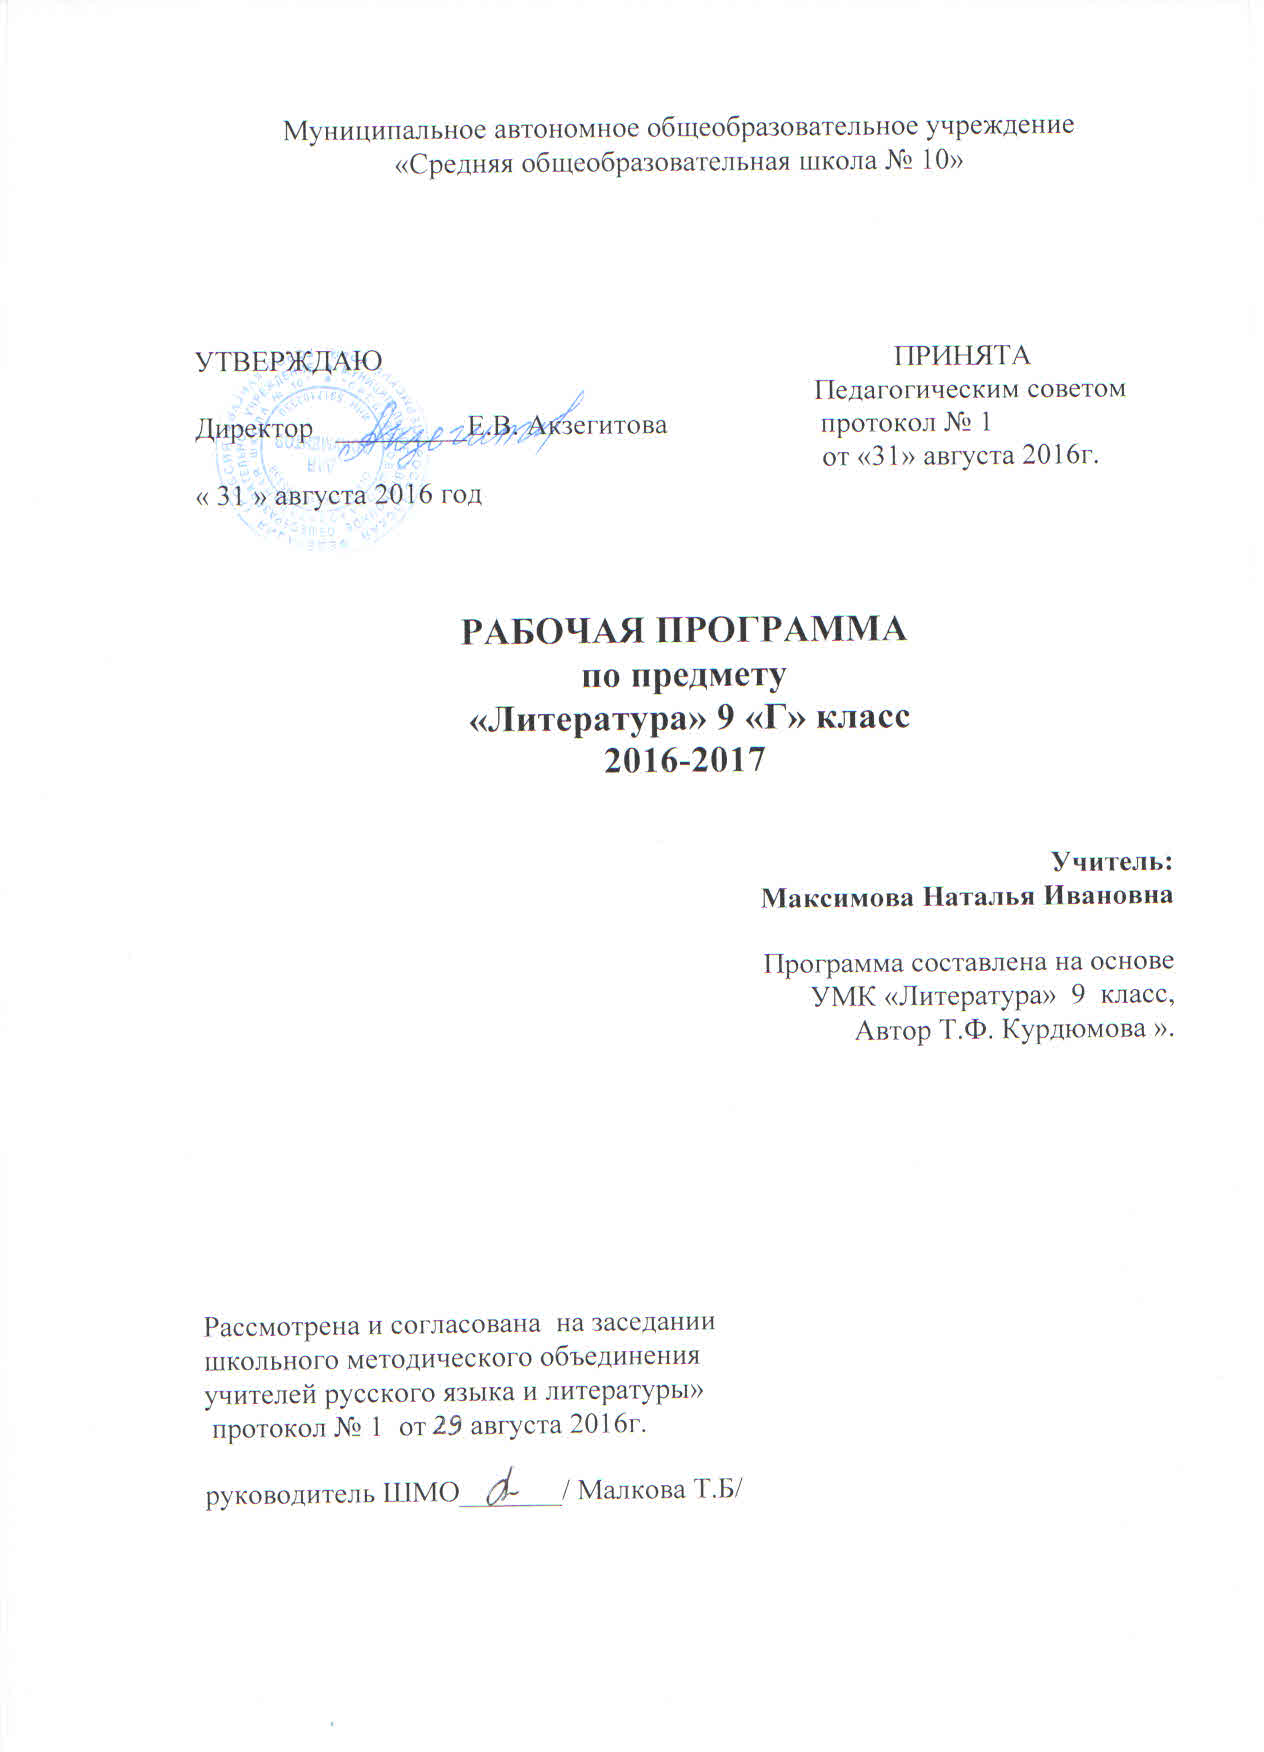 Муниципальное автономное общеобразовательное учреждение
«Средняя общеобразовательная школа № 10»
УТВЕРЖДАЮ
Директор _________ Е.В. Акзегитова
« 31 » августа 2016 год
ПРИНЯТА
Педагогическим советом
протокол № 1
от «31» августа 2016г.
РАБОЧАЯ ПРОГРАММА
по предмету
«Литература» 9 «Г» класс
2016-2017
Учитель:
Максимова Наталья Ивановна
Программа составлена на основе
УМК «Литература» 9 класс,
Автор Т.Ф. Курдюмова ».
Рассмотрена и согласована на заседании
школьного методического объединения
учителей русского языка и литературы»
протокол № 1 от 29 августа 2016г.
руководитель ШМО_______/ Малкова Т.Б/